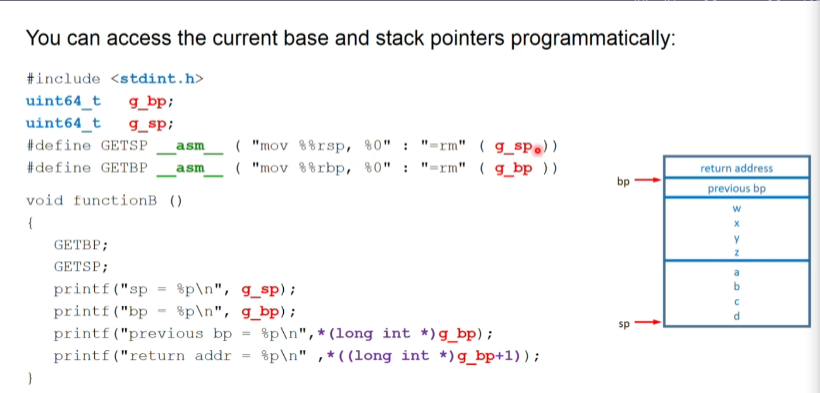 You can access the current base and stack pointers programmatically:
#include <stdint.h>
uint64_t g_bp;
uint64_t g_sp;
#define GETSP __asm__ ( "mov %%rsp, %0" : "=rm" ( g_sp ))
#define GETBP __asm__ ( "mov %%rbp, %0" : "=rm" ( g_bp ))
void functionB ()
{
GETBP;
GETSP;
printf("sp = %p\n", g_sp);
printf("bp = %p\n", g_bp);
printf("previous bp = %p\n",*(long int *)g_bp);
printf("return addr = %p\n" ,*((long int *)g_bp+1));
}
return address
bp
previous bp
w
x
y
z
a
b
c
d
sp